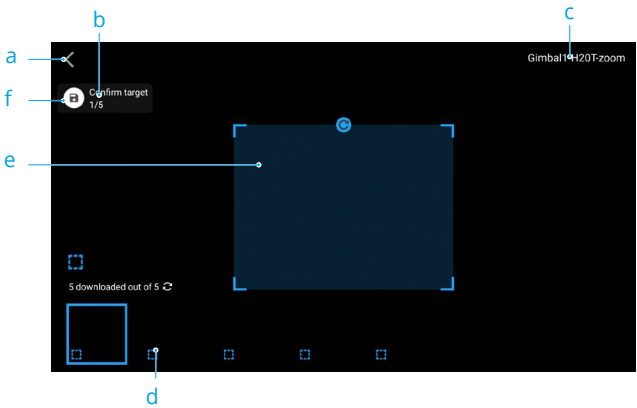 b
c
a
Gimbal1-H20T-zoom
f
Confirm target
1/5
e
5 downloaded out of 5
d